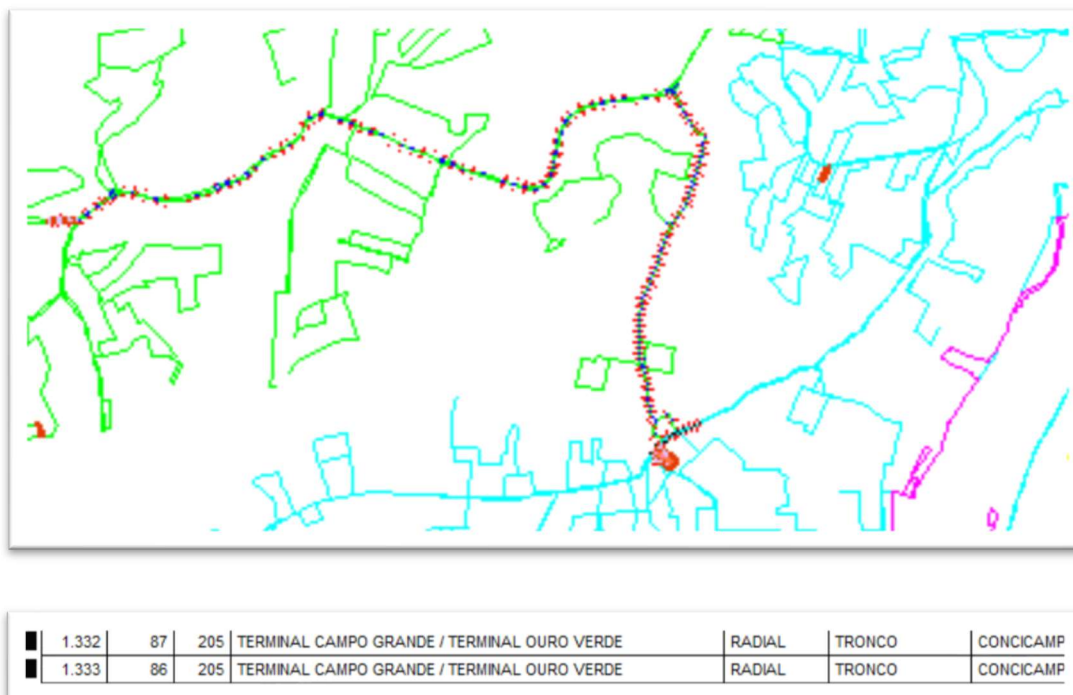 1.332 87 205 TERMINAL CAMPO GRANDE / TERMINAL OURO VERDE RADIAL TRONCO CONCICAMP
1.333 86 205 TERMINAL CAMPO GRANDE / TERMINAL OURO VERDE RADIAL TRONCO CONCICAMP